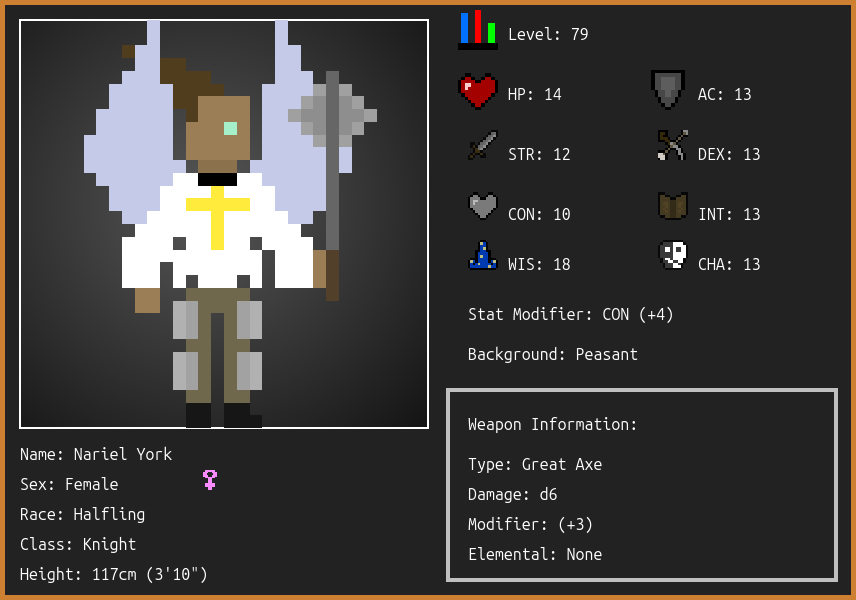 Level: 79
HP: 14
AC: 13
STR: 12
DEX: 13
CON: 10
INT: 13
WIS: 18
CHA: 13
Stat Modifier: CON (+4)
Background: Peasant
Weapon Information:
Type: Great Axe
Damage: d6
Modifier: (+3)
Elemental: None
Name: Nariel York
Sex: Female
Race: Halfling
Class: Knight
Height: 117cm (3'10")